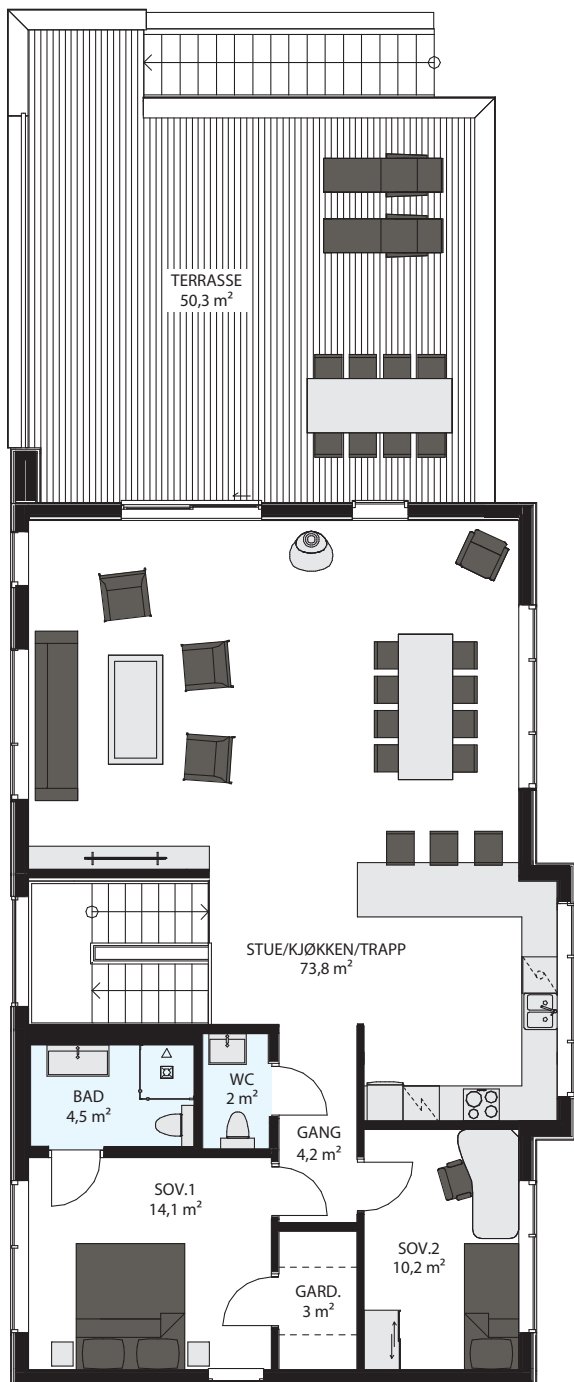 TERRASSE
50,3 m²
STUE/KJØKKEN/TRAPP
73,8 m²
BAD
4,5 m²
WC
2 m²
GANG
4,2 m²
SOV.1
14,1 m²
SOV.2
10,2 m²
GARD.
3 m²